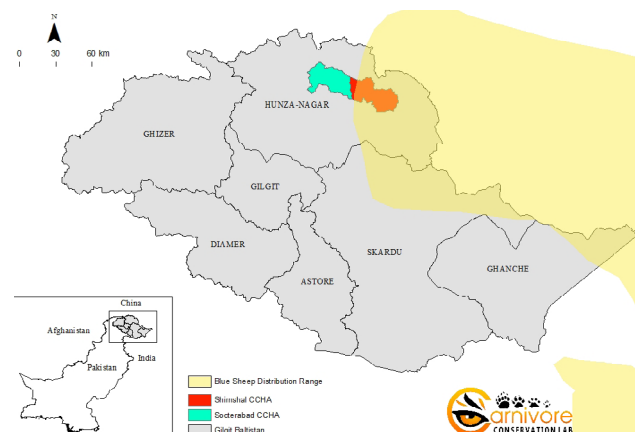 N
0 30 60 km
HUNZA-NAGAR
GHIZER
GILGIT
DIAMER
SKARDU
GHANCHE
ASTORE
China
Afghanistan
India
Pakistan
Blue Sheep Distribution Range
Shimshal CCHA
Socterabad CCHA
Gilgit Baltistan
Carnivore
CONSERVATION LAB